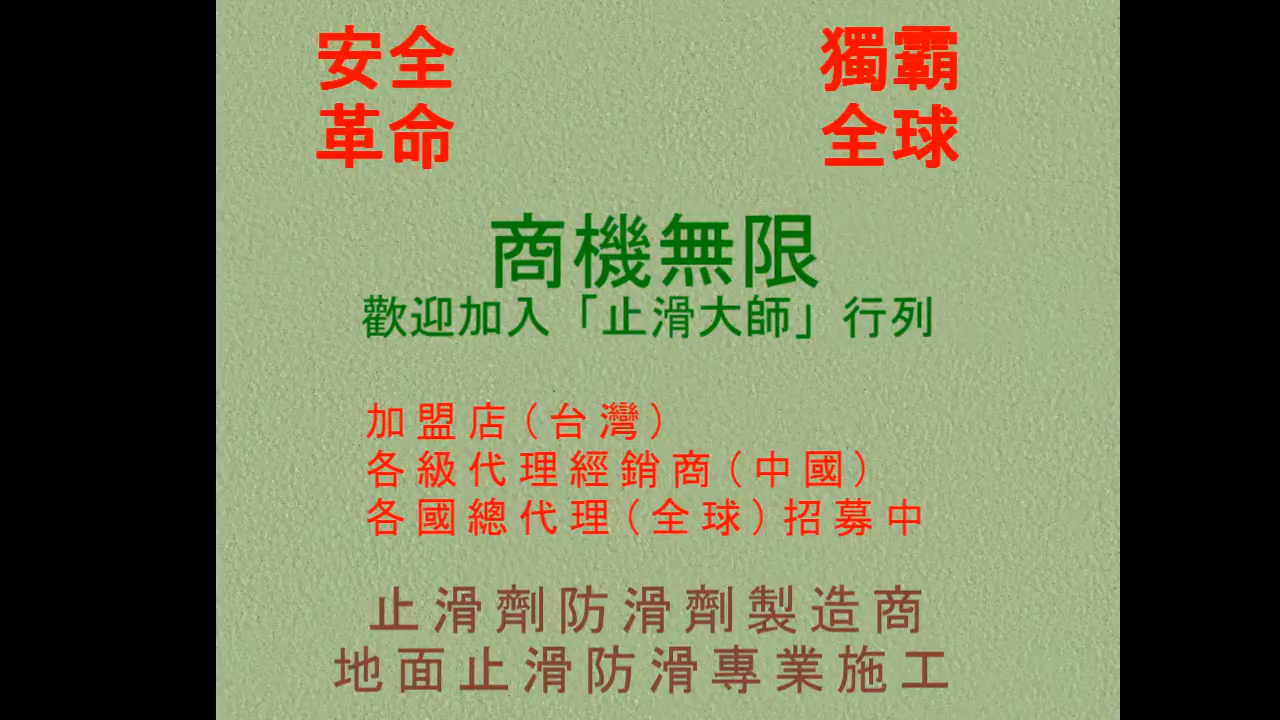 安全
革命
獨霸
全球
商機無限
歡迎加入「止滑大師」行列
加盟店(台灣)
各級代理經銷商(中國)
各國總代理(全球)招募中
止滑劑防滑劑製造商
地面止滑防滑專業施工